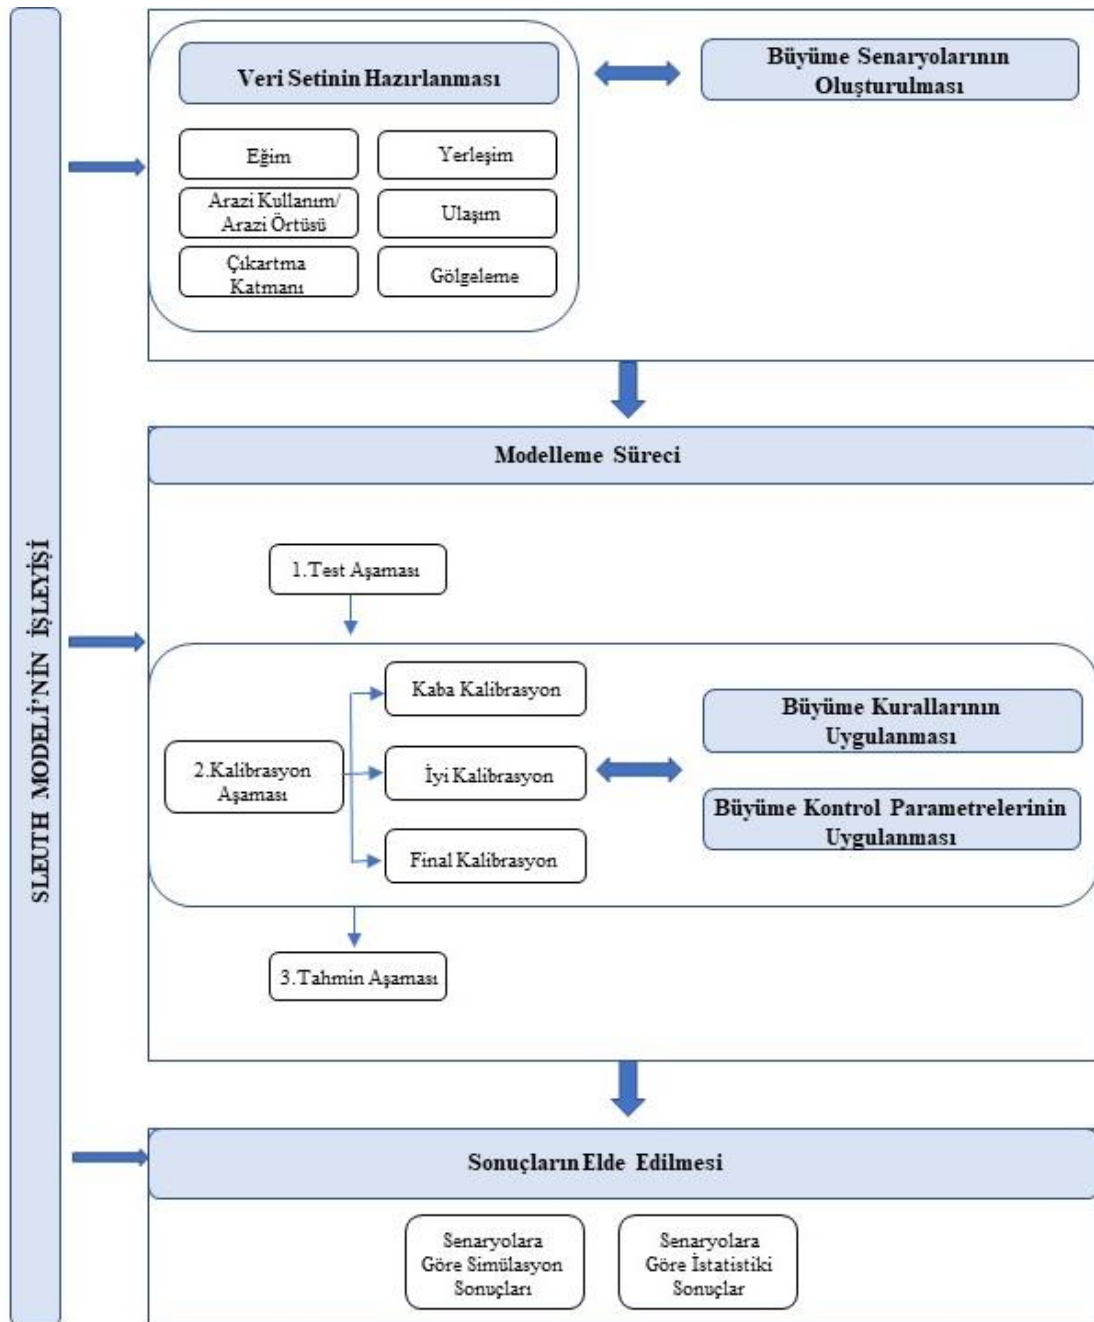 SLEUTH MODELİ’NİN İŞLEYİŞİ
Veri Setinin Hazırlanması
Büyüme Senaryolarının
Oluşturulması
Eğim
Yerleşim
Arazi Kullanım/
Arazi Örtüsü
Ulaşım
Çıkartma
Katmanı
Gölgeleme
Modelleme Süreci
1.Test Aşaması
2.Kalibrasyon
Aşaması
Kaba Kalibrasyon
İyi Kalibrasyon
Final Kalibrasyon
Büyüme Kurallarının
Uygulanması
Büyüme Kontrol Parametrelerinin
Uygulanması
3.Tahmin Aşaması
Sonuçların Elde Edilmesi
Senaryolara
Göre Simülasyon
Sonuçları
Senaryolara
Göre İstatistiki
Sonuçlar